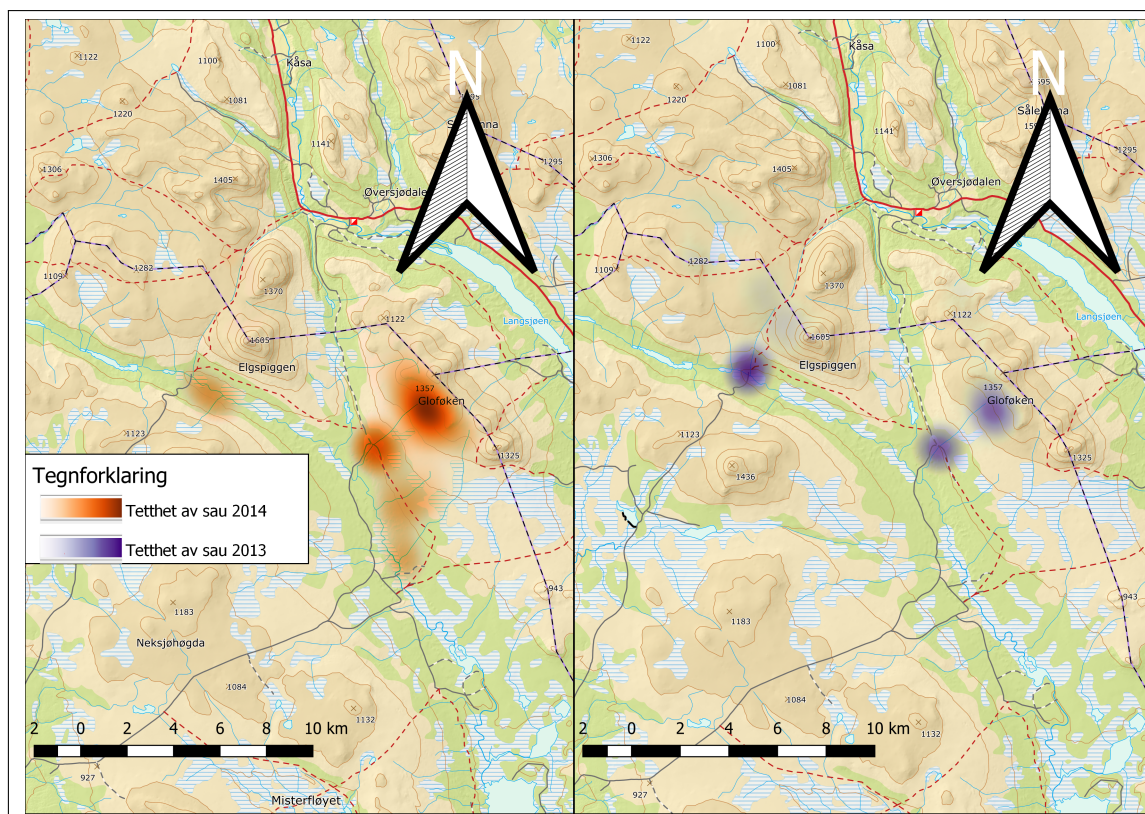 1122
1100
Kåsa
N
1081
1220
1141
1306
1405
1295
Øversjødalen
1282
1109
1370
Langsjøen
1122
1605
Elgspiggen
1357
Gloføkën
1123
1325
Tegnforklaring
Tetthet av sau 2014
Tetthet av sau 2013
943
1183
Neksjøhøgda
1084
1132
2 0 2 4 6 8 10 km
927
Misterfløyet
1122
1100
Kåsa
N
1081
1220
1141
Såle
1306
1405
1295
Øversjødalen
1282
1109
1370
Langsjøen
1122
1605
Elgspiggen
1357
Gloføkën
1123
1325
1436
943
1183
1084
1132
2 0 2 4 6 8 10 km
927
Misterfløyet